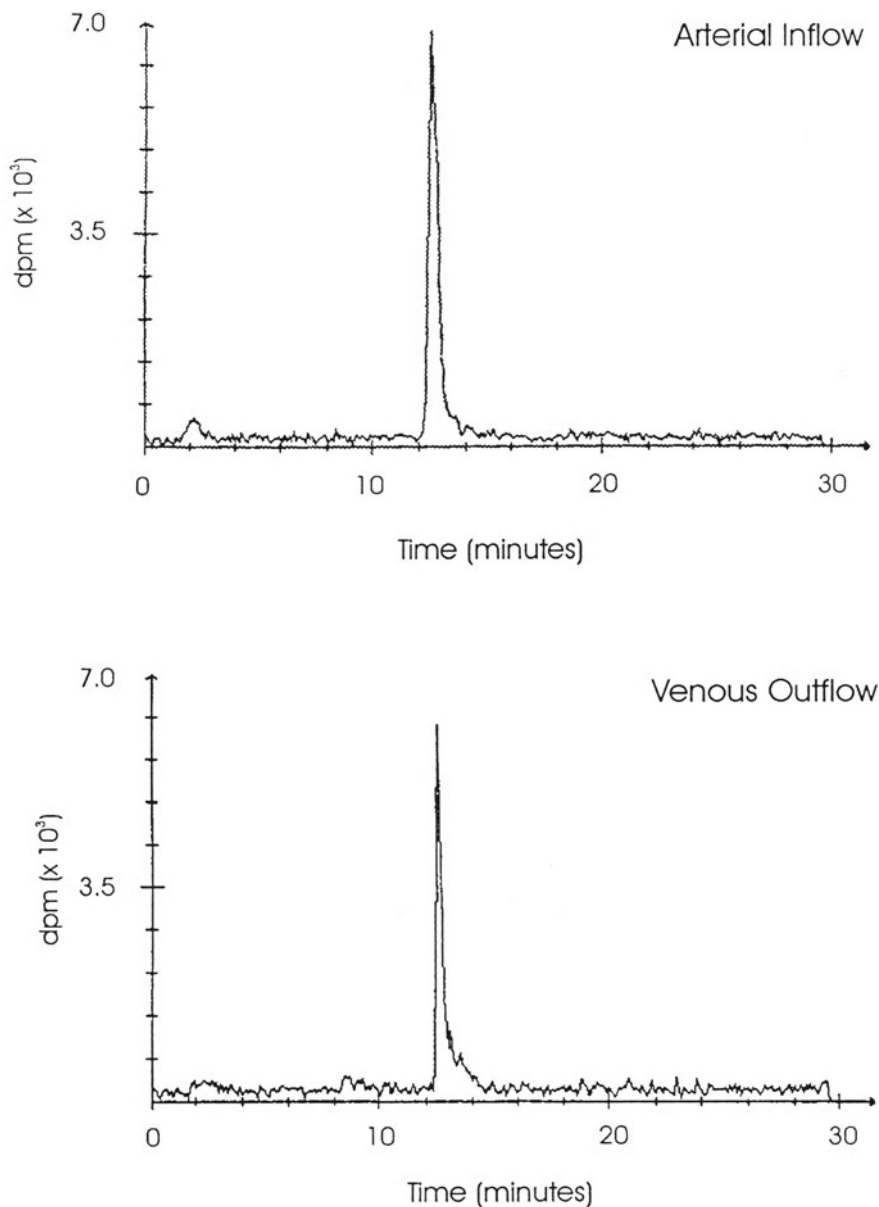 7.0
Arterial Inflow
dpm (x 10³)
3.5
0 10 20 30
Time (minutes)
7.0
Venous Outflow
dpm (x 10³)
3.5
0 10 20 30
Time (minutes)